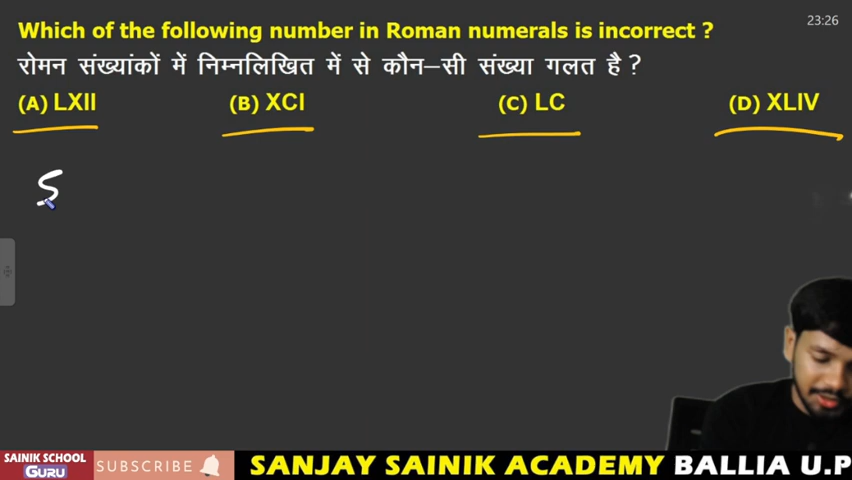 23:26
Which of the following number in Roman numerals is incorrect ?
रोमन संख्यांकों में निम्नलिखित में से कौन–सी संख्या गलत है ?
(A) LXII (B) XCI (C) LC (D) XLIV
SAINIK SCHOOL
GURU
SUBSCRIBE
SANJAY SAINIK ACADEMY BALLIA U.P